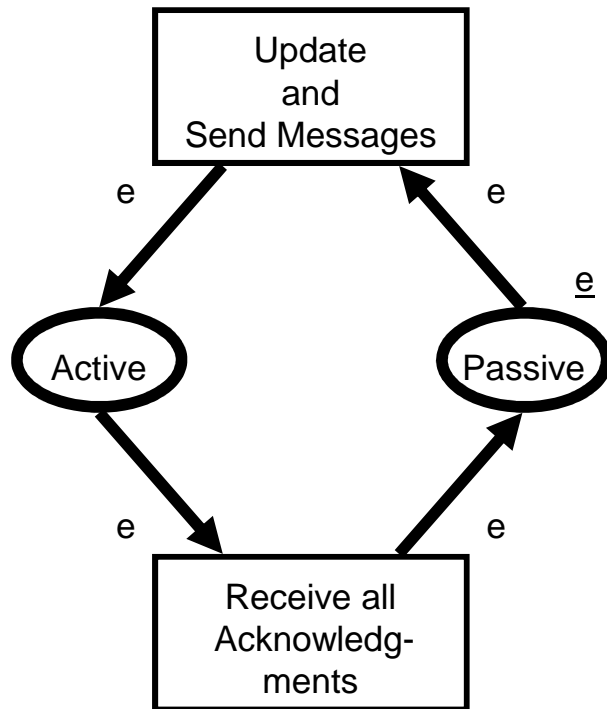 Update
and
Send Messages
e
e
e
Active
Passive
e
e
Receive all
Acknowledg-
ments